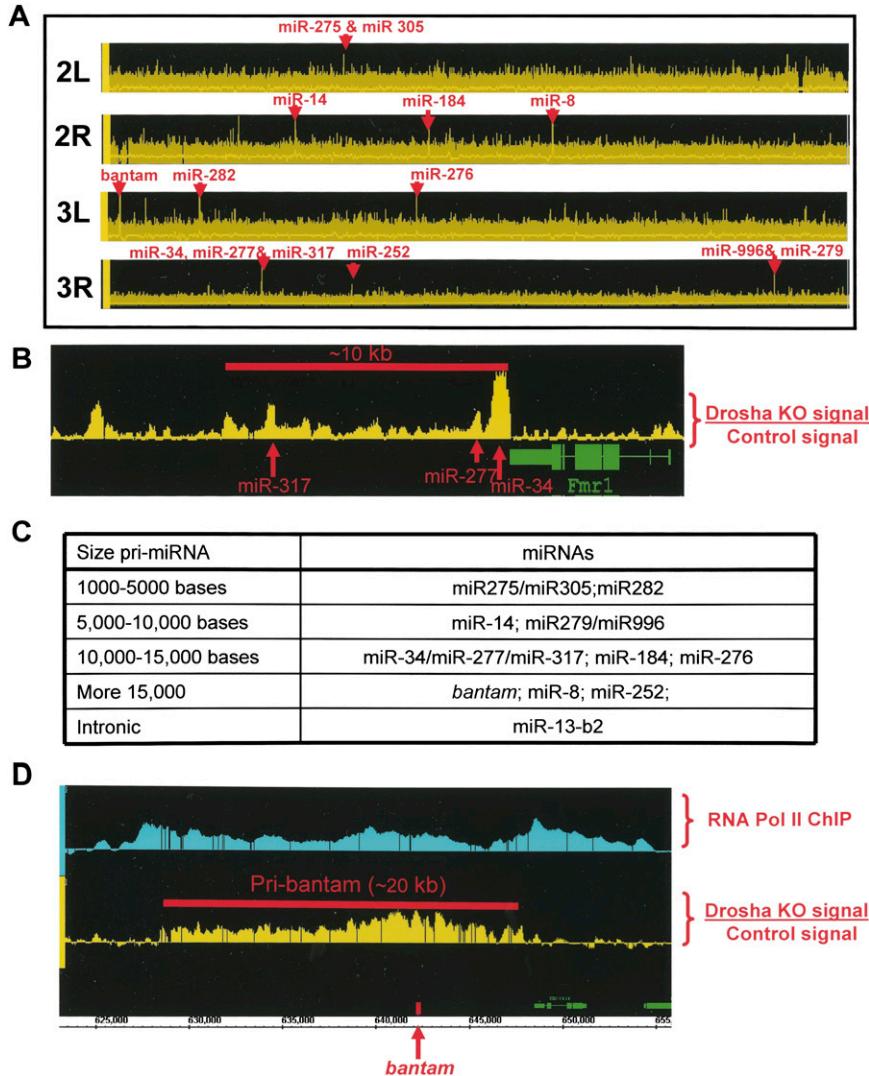 A
miR-275 & miR 305
2L
miR-14 miR-184 miR-8
2R
bantam miR-282 miR-276
3L
miR-34, miR-277& miR-317 miR-252 miR-996& miR-279
3R
B
~10 kb
Drosha KO signal
Control signal
miR-317 miR-277 miR-34
Fmr1
C
Size pri-miRNA miRNAs
1000-5000 bases miR275/miR305;miR282
5,000-10,000 bases miR-14; miR279/miR996
10,000-15,000 bases miR-34/miR-277/miR-317; miR-184; miR-276
More 15,000 bantam; miR-8; miR-252;
Intronic miR-13-b2
D
RNA Pol II ChIP
Pri-bantam (~20 kb)
Drosha KO signal
Control signal
625,000 630,000 635,000 640,000 645,000 650,000 655,
bantam